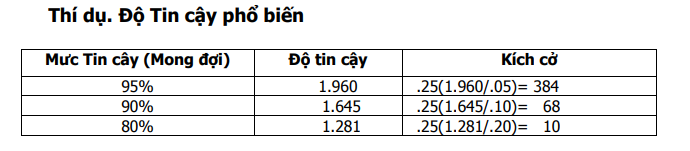 Thí dụ. Độ Tin cậy phổ biến
Mưc Tin cây (Mong đợi) Độ tin cậy Kích cở
95% 1.960 .25(1.960/.05)= 384
90% 1.645 .25(1.645/.10)= 68
80% 1.281 .25(1.281/.20)= 10